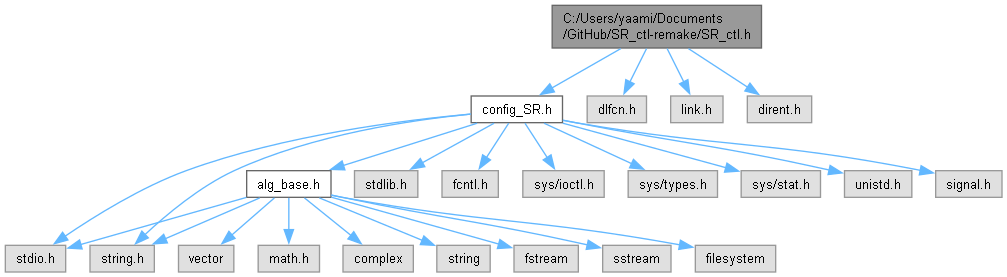 C:/Users/yaami/Documents
/GitHub/SR_ctl-remake/SR_ctl.h
config_SR.h
dlfcn.h
link.h
dirent.h
alg_base.h
stdlib.h
fcntl.h
sys/ioctl.h
sys/types.h
sys/stat.h
unistd.h
signal.h
stdio.h
string.h
vector
math.h
complex
string
fstream
sstream
filesystem